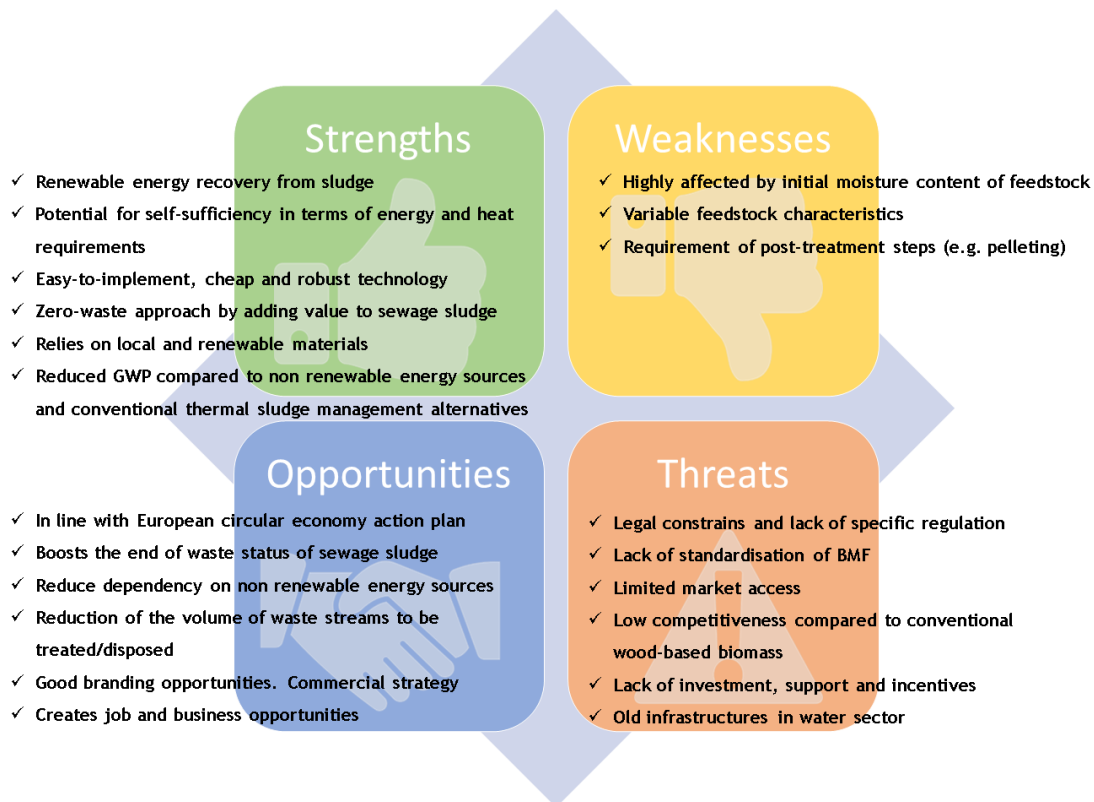 Strengths
✓ Renewable energy recovery from sludge
✓ Potential for self-sufficiency in terms of energy and heat
requirements
✓ Easy-to-implement, cheap and robust technology
✓ Zero-waste approach by adding value to sewage sludge
✓ Relies on local and renewable materials
✓ Reduced GWP compared to non renewable energy sources
and conventional thermal sludge management alternatives
Weaknesses
✓ Highly affected by initial moisture content of feedstock
✓ Variable feedstock characteristics
✓ Requirement of post-treatment steps (e.g. pelleting)
Opportunities
✓ In line with European circular economy action plan
✓ Boosts the end of waste status of sewage sludge
✓ Reduce dependency on non renewable energy sources
✓ Reduction of the volume of waste streams to be
treated/disposed
✓ Good branding opportunities. Commercial strategy
✓ Creates job and business opportunities
Threats
✓ Legal constrains and lack of specific regulation
✓ Lack of standardisation of BMF
✓ Limited market access
✓ Low competitiveness compared to conventional
wood-based biomass
✓ Lack of investment, support and incentives
✓ Old infrastructures in water sector